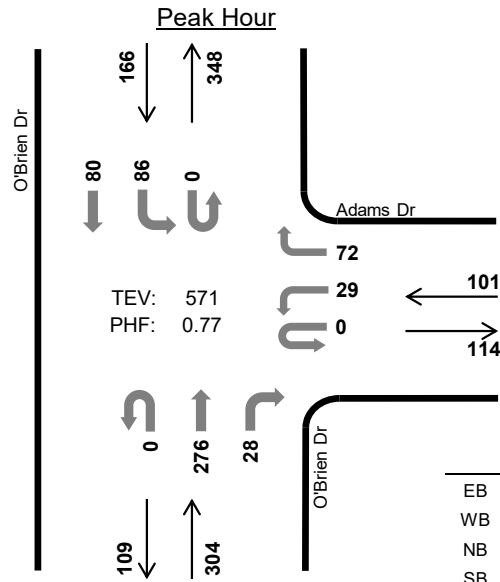 Peak Hour
166
348
O'Brien Dr
80
86
0
Adams Dr
72
29
0
101
114
TEV: 571
PHF: 0.77
0
276
28
O'Brien Dr
109
304
EB
WB
NB
SB